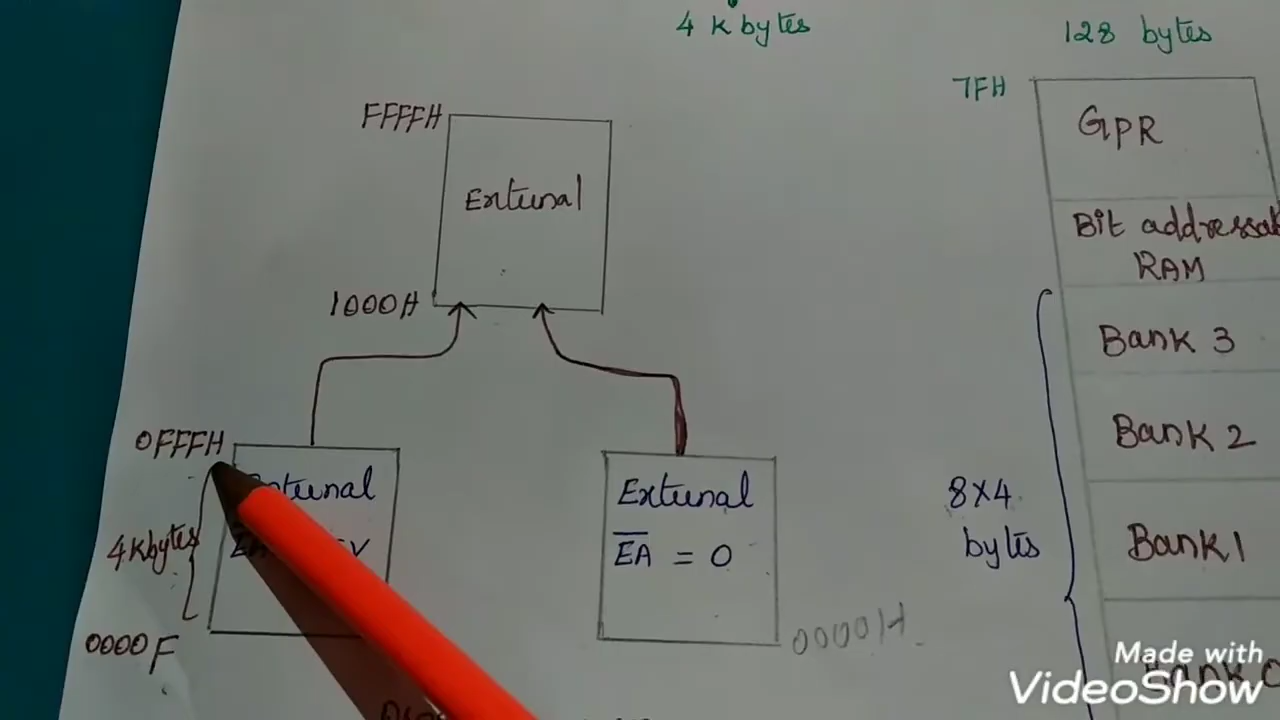 4 k bytes
128 bytes
7FH
FFFFH
GPR
External
Bit addressab
RAM
1000H
Bank 3
0FFFH
Bank 2
External
EA = 0
8X4
bytes
4Kbytes
Bank 1
0000F
0000H
Made with
VideoShow